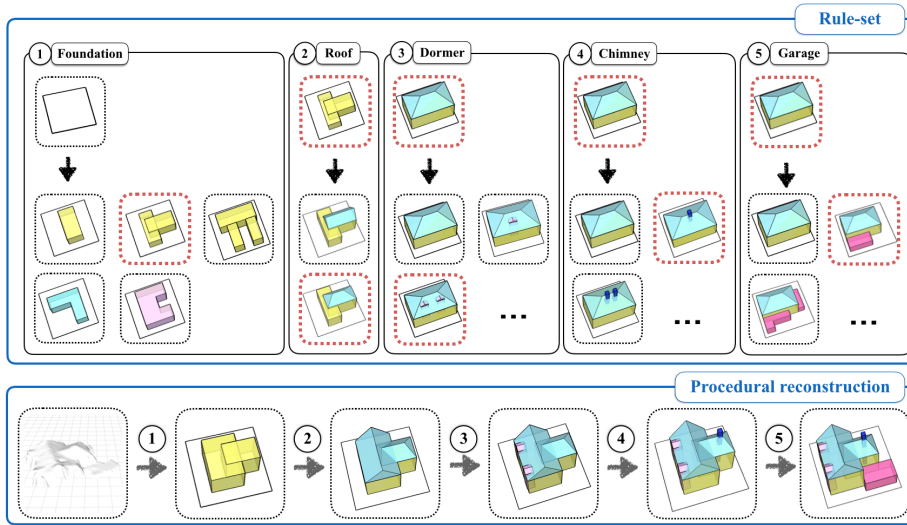 Rule-set
1 Foundation
2 Roof
3 Dormer
4 Chimney
5 Garage
...
...
...
Procedural reconstruction
1
2
3
4
5